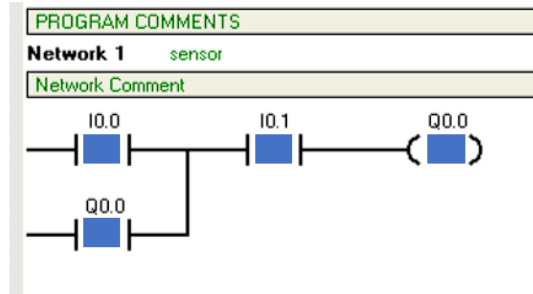 PROGRAM COMMENTS
Network 1 sensor
Network Comment
I0.0 I0.1 Q0.0
Q0.0